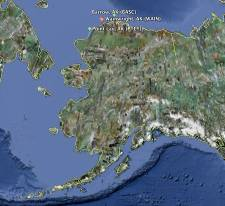 Barrow, AK (BASC)
Wainwright, AK (MAIN)
Point Lay, AK